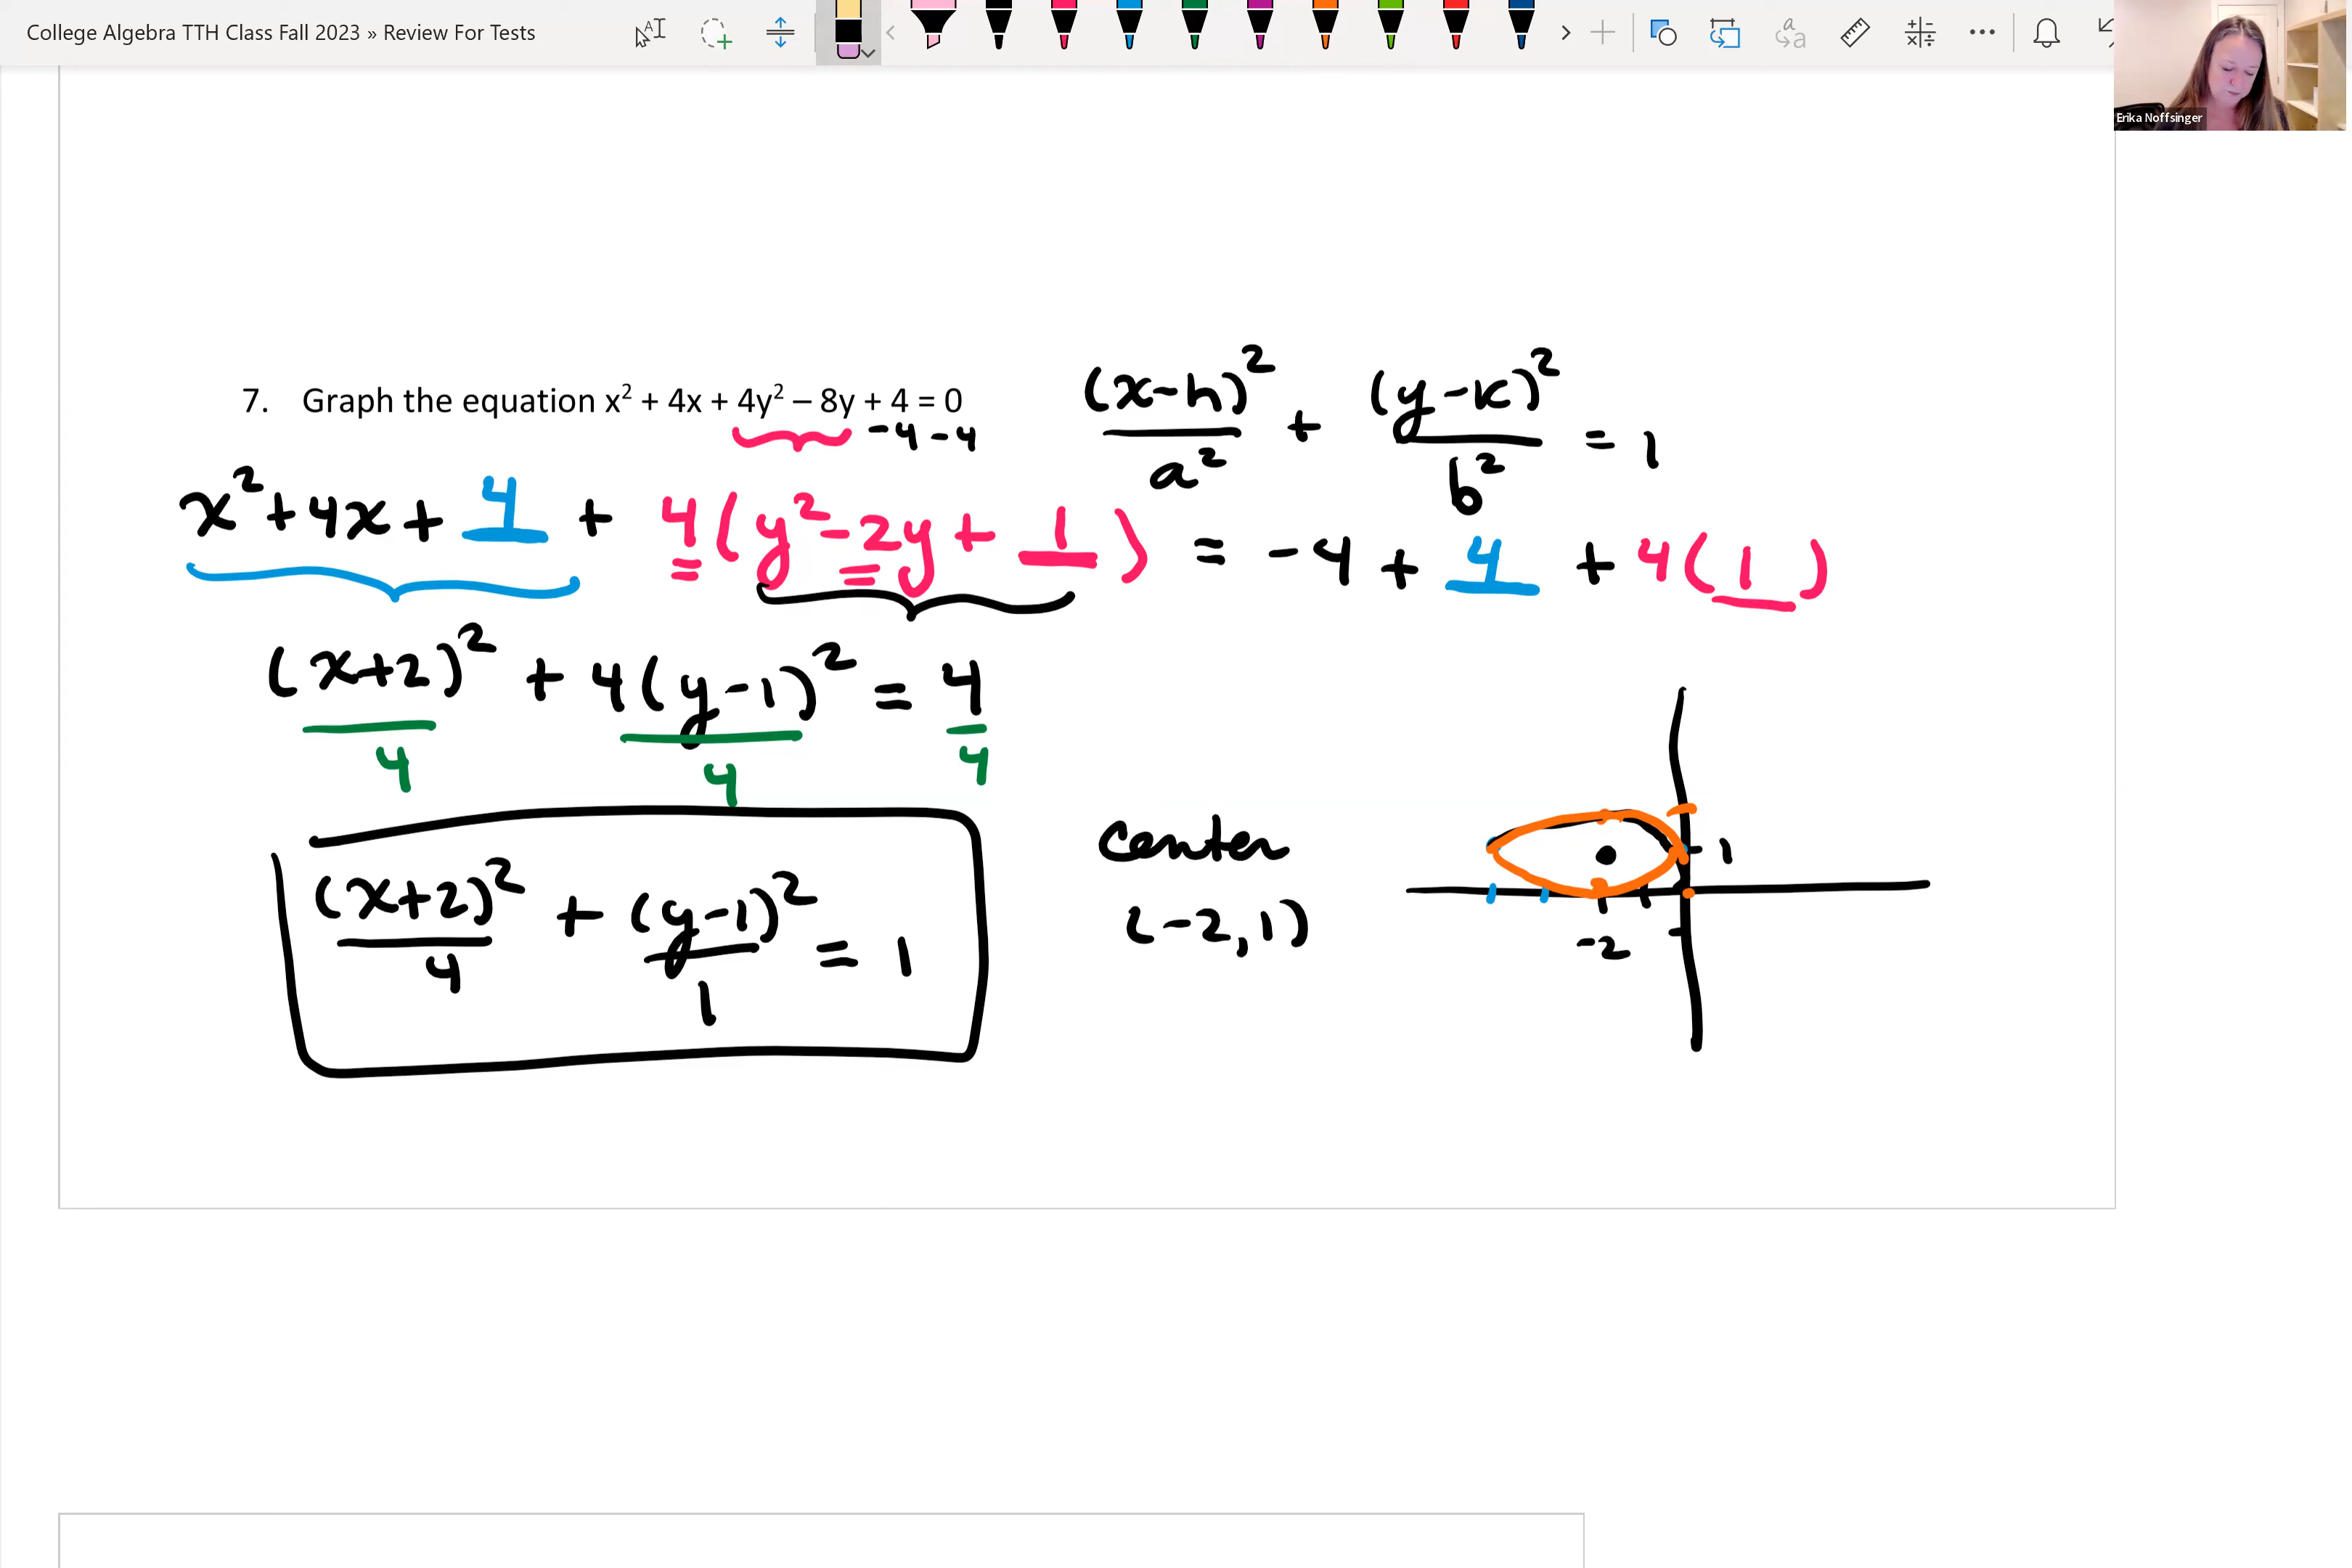 College Algebra TTH Class Fall 2023 » Review For Tests
Erika Noffsinger
7. Graph the equation x² + 4x + 4y² – 8y + 4 = 0
-4 -4
(x-h)²/a² + (y-k)²/b² = 1
x² + 4x + 4 + 4(y² - 2y + 1) = -4 + 4 + 4(1)
(x+2)²/4 + 4(y-1)²/4 = 4/4
(x+2)²/4 + (y-1)²/1 = 1
center
(-2, 1)
1
-2